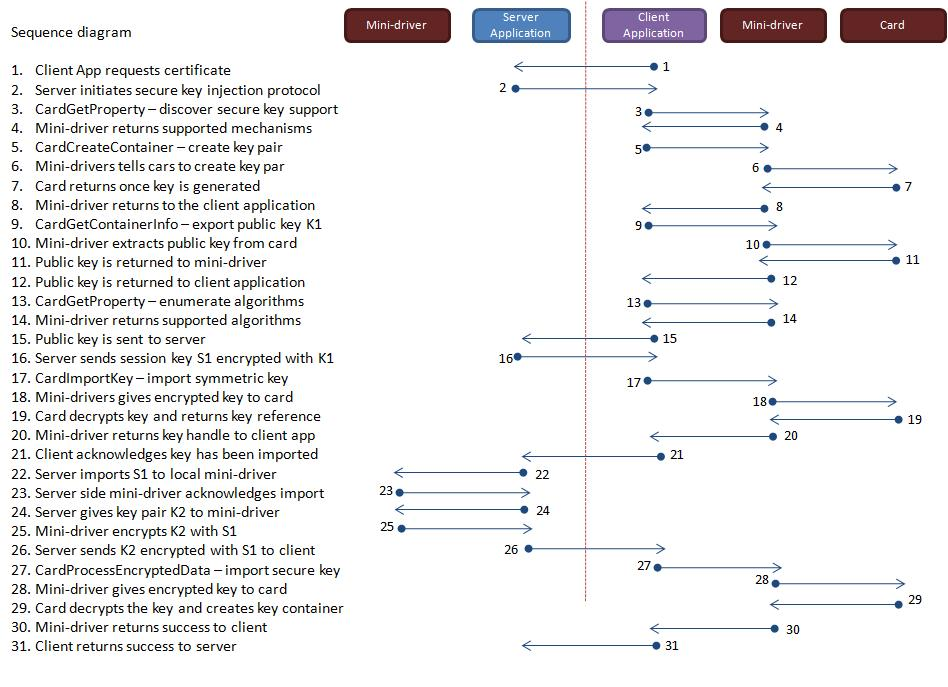 Mini-driver
Server
Application
Client
Application
Mini-driver
Card
Sequence diagram
1. Client App requests certificate
2. Server initiates secure key injection protocol
3. CardGetProperty – discover secure key support
4. Mini-driver returns supported mechanisms
5. CardCreateContainer – create key pair
6. Mini-drivers tells cars to create key par
7. Card returns once key is generated
8. Mini-driver returns to the client application
9. CardGetContainerInfo – export public key K1
10. Mini-driver extracts public key from card
11. Public key is returned to mini-driver
12. Public key is returned to client application
13. CardGetProperty – enumerate algorithms
14. Mini-driver returns supported algorithms
15. Public key is sent to server
16. Server sends session key S1 encrypted with K1
17. CardImportKey – import symmetric key
18. Mini-drivers gives encrypted key to card
19. Card decrypts key and returns key reference
20. Mini-driver returns key handle to client app
21. Client acknowledges key has been imported
22. Server imports S1 to local mini-driver
23. Server side mini-driver acknowledges import
24. Server gives key pair K2 to mini-driver
25. Mini-driver encrypts K2 with S1
26. Server sends K2 encrypted with S1 to client
27. CardProcessEncryptedData – import secure key
28. Mini-driver gives encrypted key to card
29. Card decrypts the key and creates key container
30. Mini-driver returns success to client
31. Client returns success to server
1
2
3
4
5
6
7
8
9
10
11
12
13
14
15
16
17
18
19
20
21
22
23
24
25
26
27
28
29
30
31